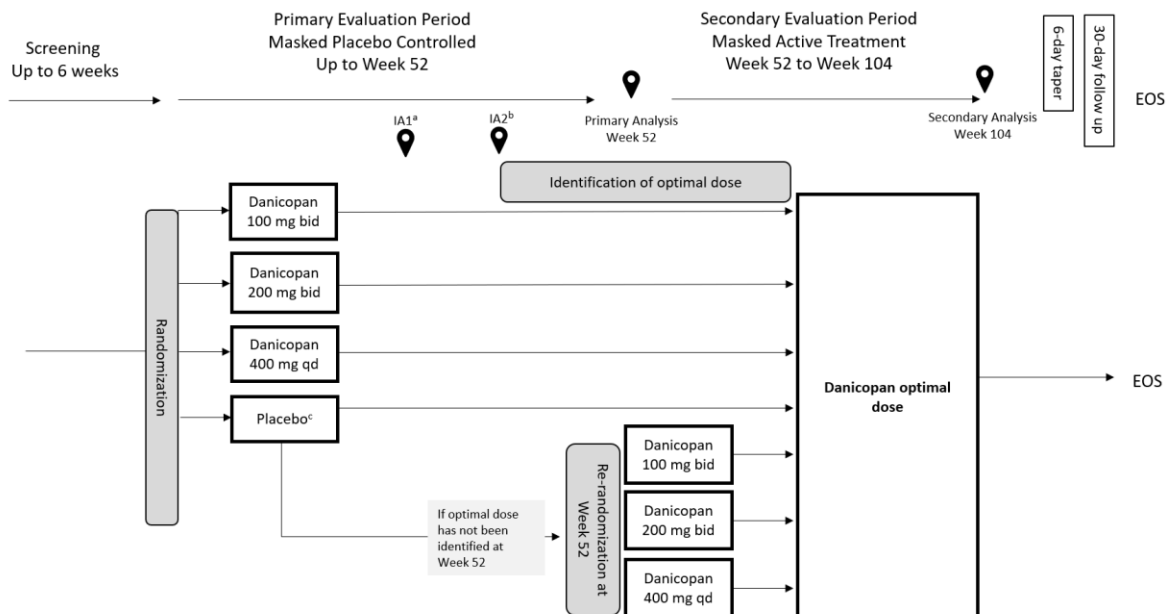 Screening
Up to 6 weeks
Primary Evaluation Period
Masked Placebo Controlled
Up to Week 52
Secondary Evaluation Period
Masked Active Treatment
Week 52 to Week 104
6-day taper
30-day follow up
EOS
IA1ᵃ
IA2ᵇ
Primary Analysis
Week 52
Secondary Analysis
Week 104
Identification of optimal dose
Randomization
Danicopan
100 mg bid
Danicopan
200 mg bid
Danicopan
400 mg qd
Placeboᶜ
If optimal dose
has not been
identified at
Week 52
Re-randomization at
Week 52
Danicopan
100 mg bid
Danicopan
200 mg bid
Danicopan
400 mg qd
Danicopan optimal
dose
EOS